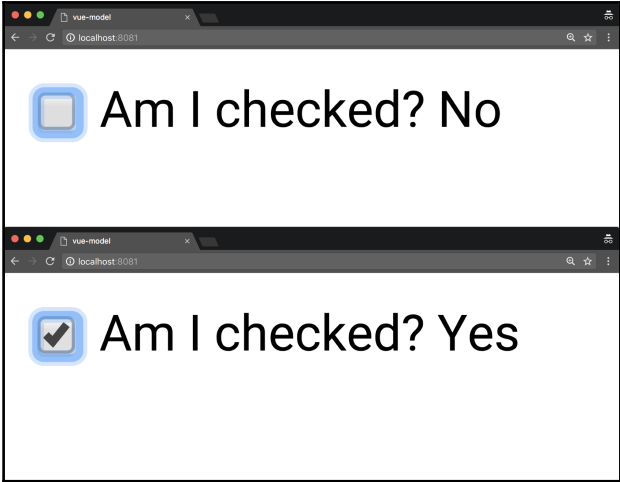 vue-model
localhost:8081
Am I checked? No
vue-model
localhost:8081
Am I checked? Yes